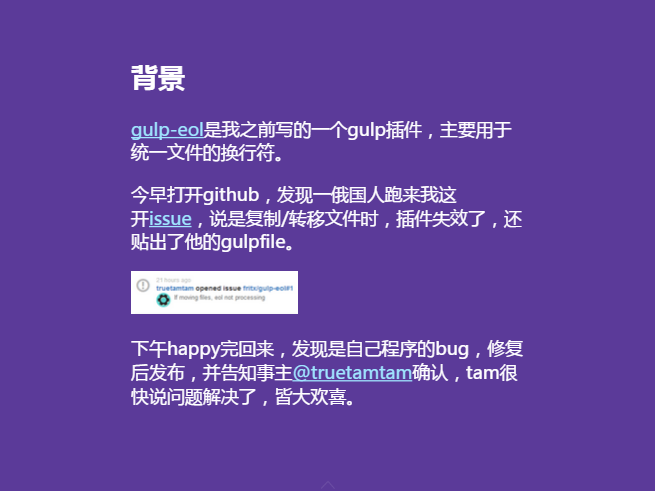 背景
gulp-eol是我之前写的一个gulp插件，主要用于
统一文件的换行符。
今早打开github，发现一俄国人跑来我这
开issue，说是复制/转移文件时，插件失效了，还
贴出了他的gulpfile。
21 hours ago
truetamtam opened issue fritx/gulp-eol#1
If moving files, eol not processing
下午happy完回来，发现是自己程序的bug，修复
后发布，并告知事主@truetamtam确认，tam很
快说问题解决了，皆大欢喜。